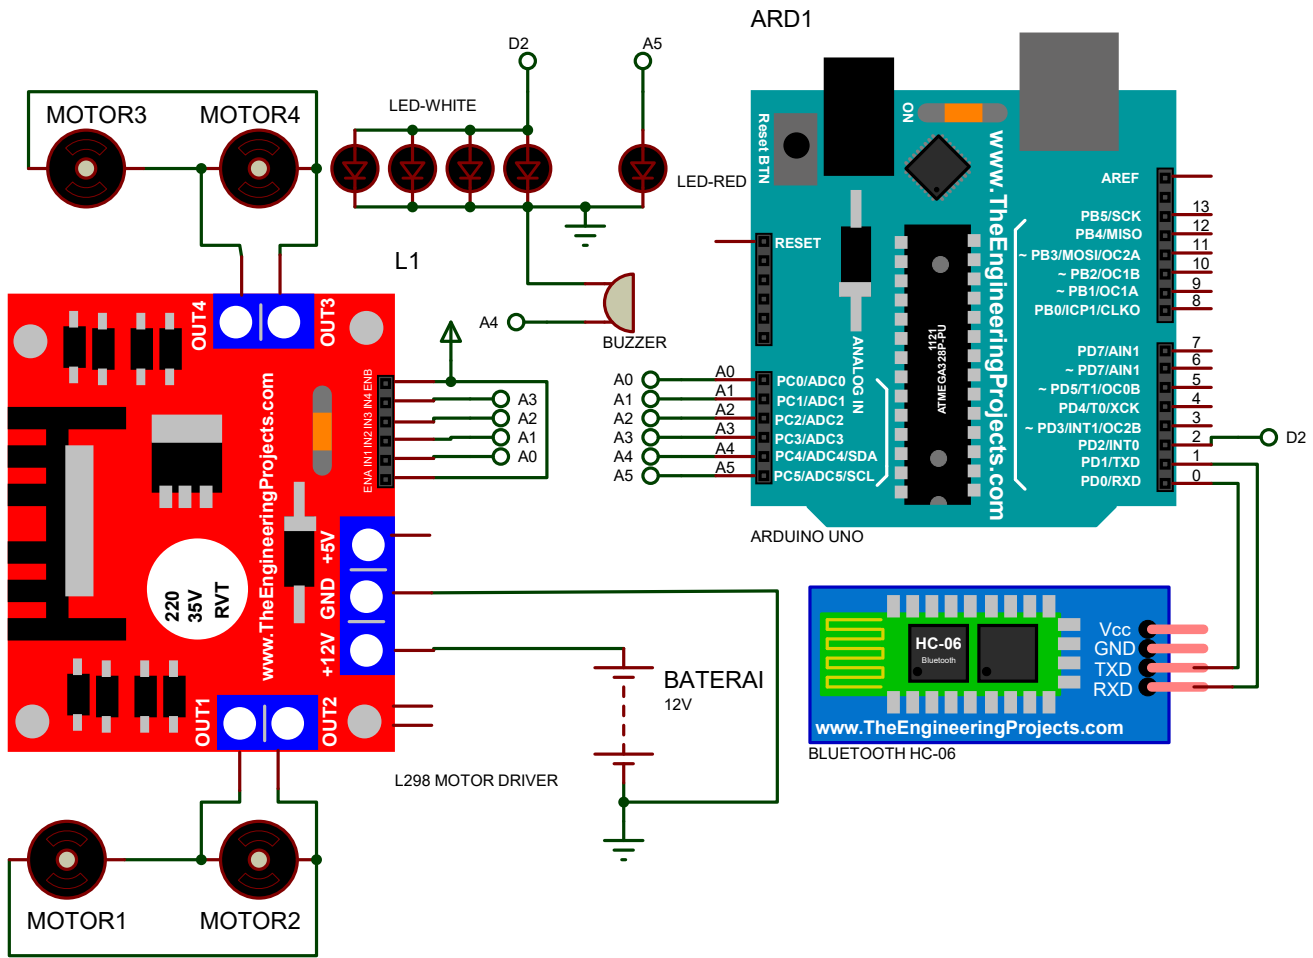 ARD1
D2
A5
LED-WHITE
LED-RED
MOTOR3
MOTOR4
OUT4
OUT3
L1
A4
BUZZER
ENA IN1 IN2 IN3 IN4 ENB
A3
A2
A1
A0
www.TheEngineeringProjects.com
220
35V
RVT
+5V
GND
+12V
OUT1
OUT2
L298 MOTOR DRIVER
MOTOR1
MOTOR2
BATERAI
12V
Reset BTN
ON
www.TheEngineeringProjects.com
RESET
ANALOG IN
1121
ATMEGA328P-PU
A0 A0 PC0/ADC0
A1 A1 PC1/ADC1
A2 A2 PC2/ADC2
A3 A3 PC3/ADC3
A4 A4 PC4/ADC4/SDA
A5 A5 PC5/ADC5/SCL
AREF
PB5/SCK 13
PB4/MISO 12
~ PB3/MOSI/OC2A 11
~ PB2/OC1B 10
~ PB1/OC1A 9
PB0/ICP1/CLKO 8
PD7/AIN1 7
~ PD7/AIN1 6
~ PD5/T1/OC0B 5
PD4/T0/XCK 4
~ PD3/INT1/OC2B 3
PD2/INT0 2 D2
PD1/TXD 1
PD0/RXD 0
ARDUINO UNO
HC-06
Bluetooth
Vcc
GND
TXD
RXD
www.TheEngineeringProjects.com
BLUETOOTH HC-06